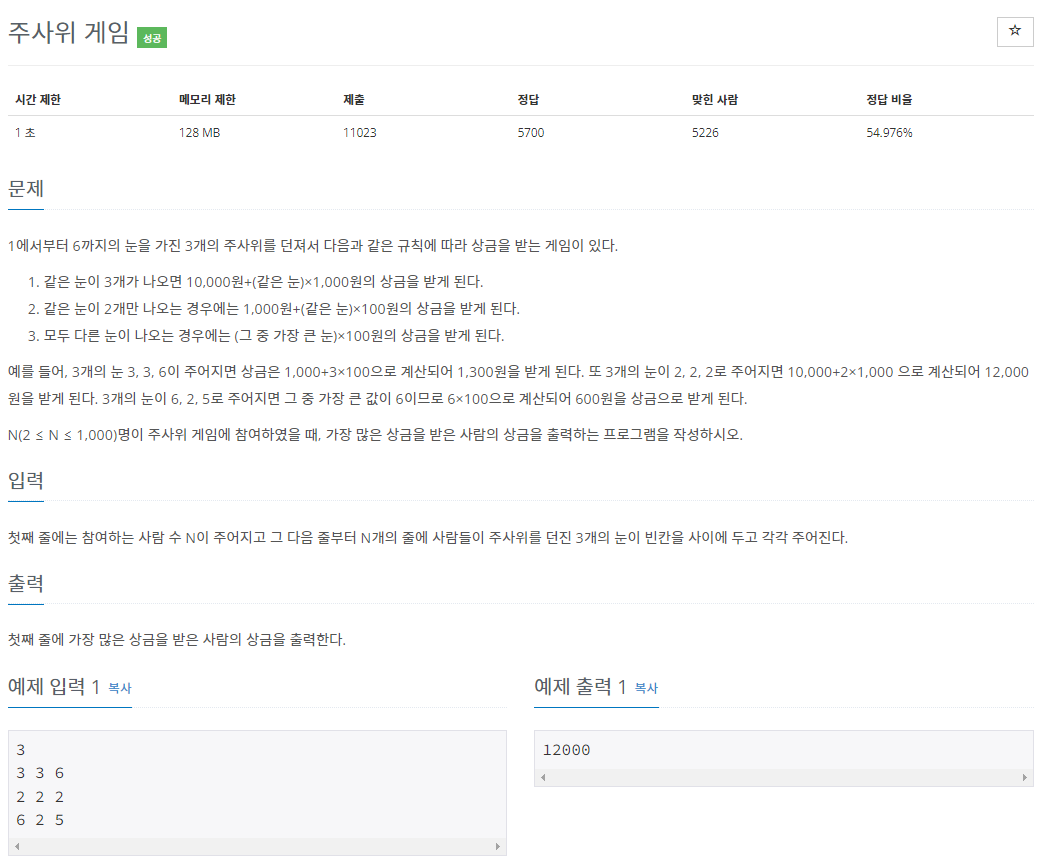 주사위 게임 성공
☆
시간 제한 메모리 제한 제출 정답 맞힌 사람 정답 비율
1 초 128 MB 11023 5700 5226 54.976%
문제
1에서부터 6까지의 눈을 가진 3개의 주사위를 던져서 다음과 같은 규칙에 따라 상금을 받는 게임이 있다.
1. 같은 눈이 3개가 나오면 10,000원+(같은 눈)×1,000원의 상금을 받게 된다.
2. 같은 눈이 2개만 나오는 경우에는 1,000원+(같은 눈)×100원의 상금을 받게 된다.
3. 모두 다른 눈이 나오는 경우에는 (그 중 가장 큰 눈)×100원의 상금을 받게 된다.
예를 들어, 3개의 눈 3, 3, 6이 주어지면 상금은 1,000+3×100으로 계산되어 1,300원을 받게 된다. 또 3개의 눈이 2, 2, 2로 주어지면 10,000+2×1,000 으로 계산되어 12,000
원을 받게 된다. 3개의 눈이 6, 2, 5로 주어지면 그 중 가장 큰 값이 6이므로 6×100으로 계산되어 600원을 상금으로 받게 된다.
N(2 ≤ N ≤ 1,000)명이 주사위 게임에 참여하였을 때, 가장 많은 상금을 받은 사람의 상금을 출력하는 프로그램을 작성하시오.
입력
첫째 줄에는 참여하는 사람 수 N이 주어지고 그 다음 줄부터 N개의 줄에 사람들이 주사위를 던진 3개의 눈이 빈칸을 사이에 두고 각각 주어진다.
출력
첫째 줄에 가장 많은 상금을 받은 사람의 상금을 출력한다.
예제 입력 1 복사
3
3 3 6
2 2 2
6 2 5
예제 출력 1 복사
12000